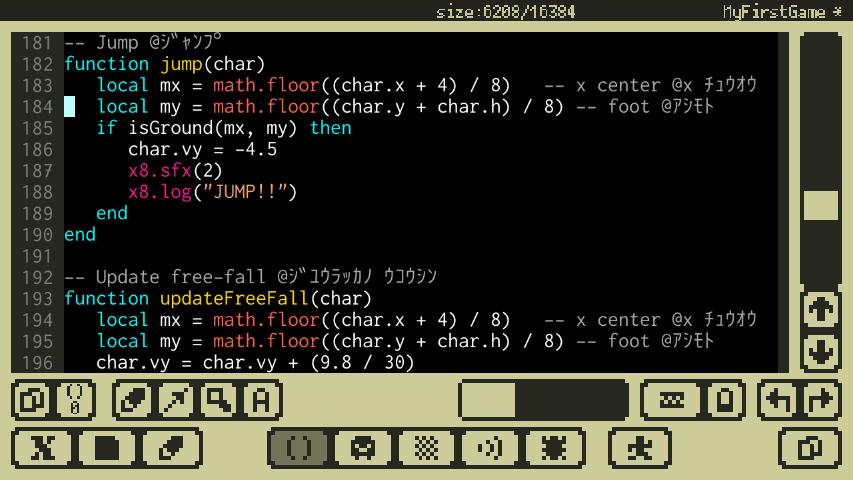 size:6208/16384 MyFirstGame *
181 -- Jump @ｼﾞｬﾝﾌﾟ
182 function jump(char)
183    local mx = math.floor((char.x + 4) / 8)   -- x center @x ﾁｭｳｵｳ
184    local my = math.floor((char.y + char.h) / 8) -- foot @ｱｼﾓﾄ
185    if isGround(mx, my) then
186       char.vy = -4.5
187       x8.sfx(2)
188       x8.log("JUMP!!")
189    end
190 end
191
192 -- Update free-fall @ｼﾞﾕｳﾗｯｶﾉ ｳｺｳｼﾝ
193 function updateFreeFall(char)
194    local mx = math.floor((char.x + 4) / 8)   -- x center @x ﾁｭｳｵｳ
195    local my = math.floor((char.y + char.h) / 8) -- foot @ｱｼﾓﾄ
196    char.vy = char.vy + (9.8 / 30)
() 0 A
X ()